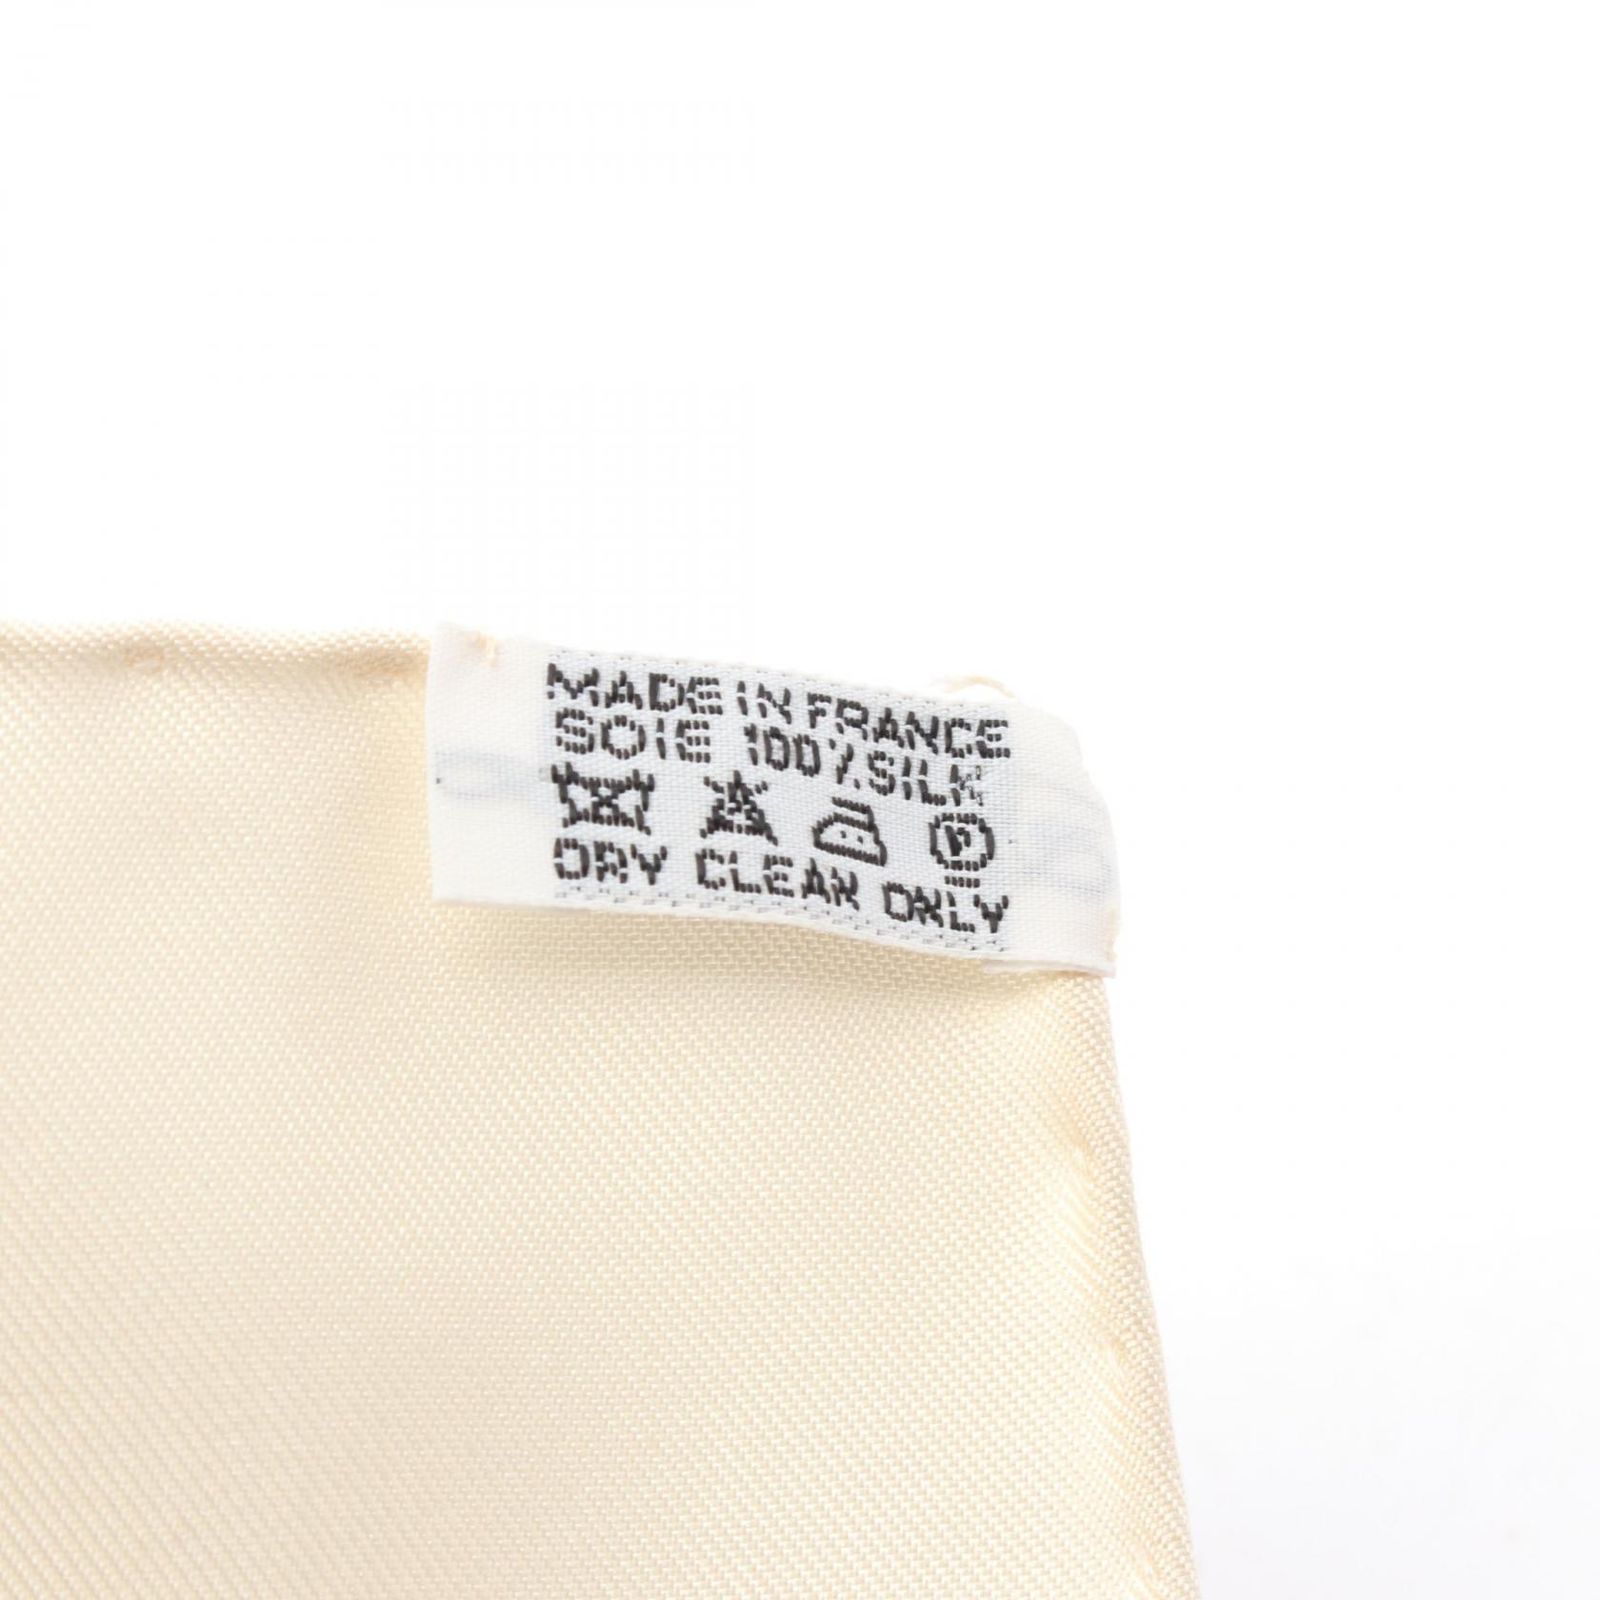 MADE IN FRANCE
SOIE 100% SILK
P
DRY CLEAN ONLY